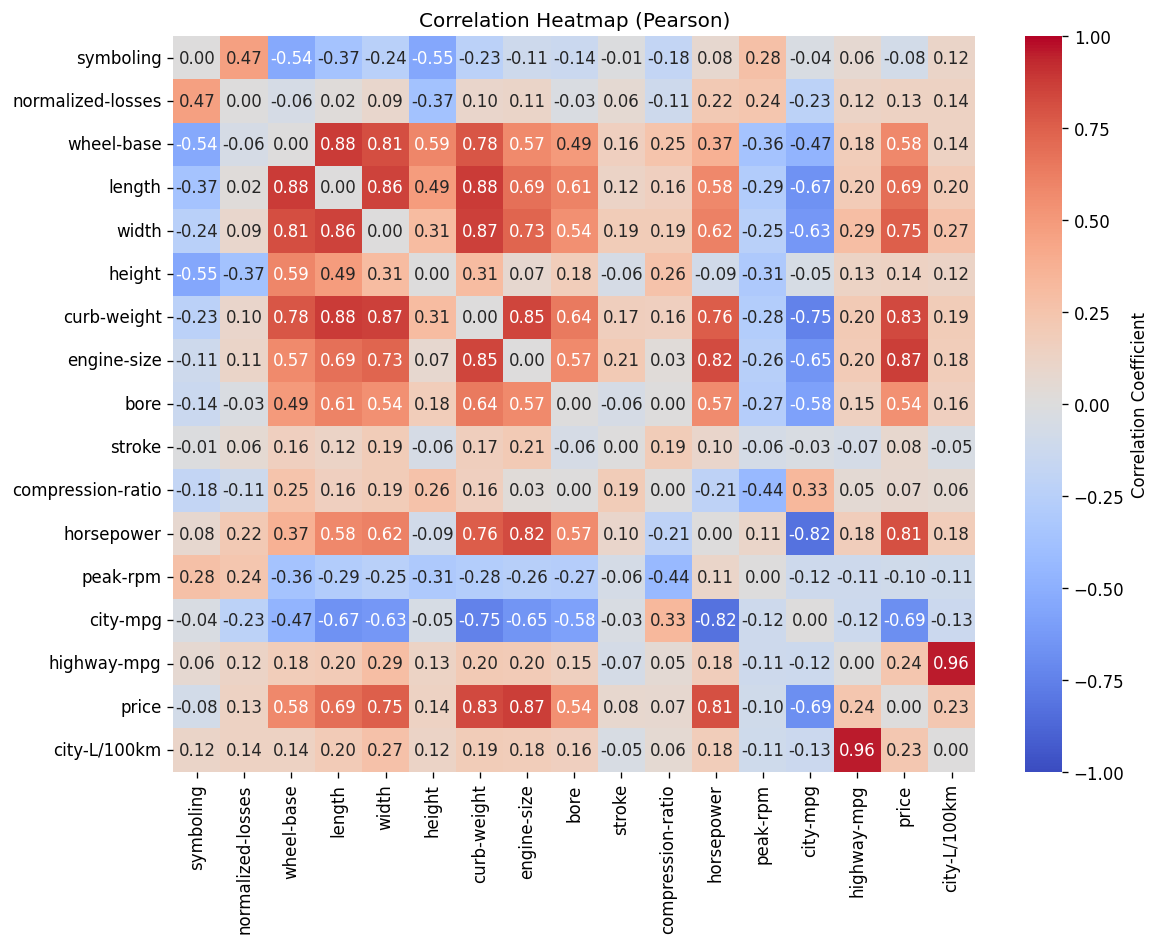 Correlation Heatmap (Pearson)
symboling 0.00 0.47 -0.54 -0.37 -0.24 -0.55 -0.23 -0.11 -0.14 -0.01 -0.18 0.08 0.28 -0.04 0.06 -0.08 0.12
normalized-losses 0.47 0.00 -0.06 0.02 0.09 -0.37 0.10 0.11 -0.03 0.06 -0.11 0.22 0.24 -0.23 0.12 0.13 0.14
wheel-base -0.54 -0.06 0.00 0.88 0.81 0.59 0.78 0.57 0.49 0.16 0.25 0.37 -0.36 -0.47 0.18 0.58 0.14
length -0.37 0.02 0.88 0.00 0.86 0.49 0.88 0.69 0.61 0.12 0.16 0.58 -0.29 -0.67 0.20 0.69 0.20
width -0.24 0.09 0.81 0.86 0.00 0.31 0.87 0.73 0.54 0.19 0.19 0.62 -0.25 -0.63 0.29 0.75 0.27
height -0.55 -0.37 0.59 0.49 0.31 0.00 0.31 0.07 0.18 -0.06 0.26 -0.09 -0.31 -0.05 0.13 0.14 0.12
curb-weight -0.23 0.10 0.78 0.88 0.87 0.31 0.00 0.85 0.64 0.17 0.16 0.76 -0.28 -0.75 0.20 0.83 0.19
engine-size -0.11 0.11 0.57 0.69 0.73 0.07 0.85 0.00 0.57 0.21 0.03 0.82 -0.26 -0.65 0.20 0.87 0.18
bore -0.14 -0.03 0.49 0.61 0.54 0.18 0.64 0.57 0.00 -0.06 0.00 0.57 -0.27 -0.58 0.15 0.54 0.16
stroke -0.01 0.06 0.16 0.12 0.19 -0.06 0.17 0.21 -0.06 0.00 0.19 0.10 -0.06 -0.03 -0.07 0.08 -0.05
compression-ratio -0.18 -0.11 0.25 0.16 0.19 0.26 0.16 0.03 0.00 0.19 0.00 -0.21 -0.44 0.33 0.05 0.07 0.06
horsepower 0.08 0.22 0.37 0.58 0.62 -0.09 0.76 0.82 0.57 0.10 -0.21 0.00 0.11 -0.82 0.18 0.81 0.18
peak-rpm 0.28 0.24 -0.36 -0.29 -0.25 -0.31 -0.28 -0.26 -0.27 -0.06 -0.44 0.11 0.00 -0.12 -0.11 -0.10 -0.11
city-mpg -0.04 -0.23 -0.47 -0.67 -0.63 -0.05 -0.75 -0.65 -0.58 -0.03 0.33 -0.82 -0.12 0.00 -0.12 -0.69 -0.13
highway-mpg 0.06 0.12 0.18 0.20 0.29 0.13 0.20 0.20 0.15 -0.07 0.05 0.18 -0.11 -0.12 0.00 0.24 0.96
price -0.08 0.13 0.58 0.69 0.75 0.14 0.83 0.87 0.54 0.08 0.07 0.81 -0.10 -0.69 0.24 0.00 0.23
city-L/100km 0.12 0.14 0.14 0.20 0.27 0.12 0.19 0.18 0.16 -0.05 0.06 0.18 -0.11 -0.13 0.96 0.23 0.00
symboling
normalized-losses
wheel-base
length
width
height
curb-weight
engine-size
bore
stroke
compression-ratio
horsepower
peak-rpm
city-mpg
highway-mpg
price
city-L/100km
1.00
0.75
0.50
0.25
0.00
−0.25
−0.50
−0.75
−1.00
Correlation Coefficient